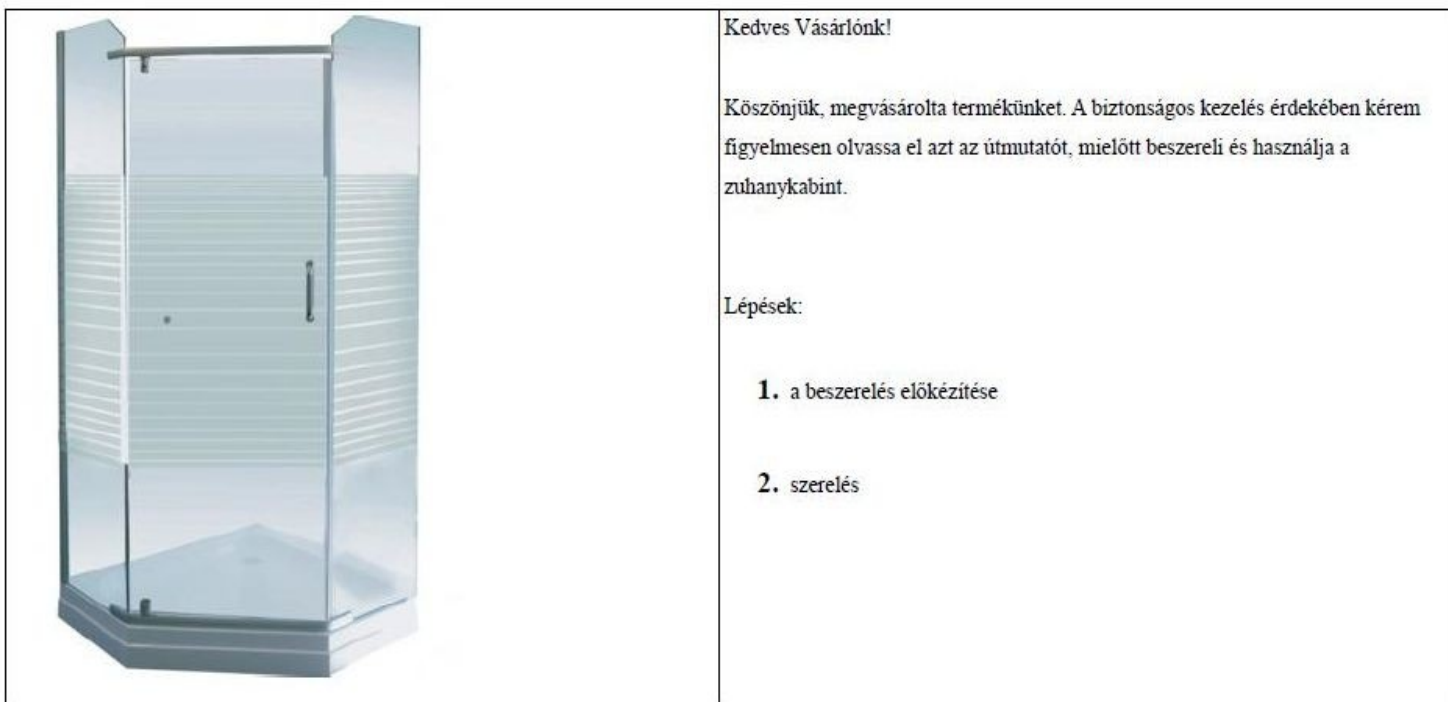 Kedves Vásárlónk!
Köszönjük, megvásárolta termékünket. A biztonságos kezelés érdekében kérem
figyelmesen olvassa el azt az útmutatót, mielőtt beszereli és használja a
zuhanykabint.
Lépések:
1. a beszerelés előkézítése
2. szerelés